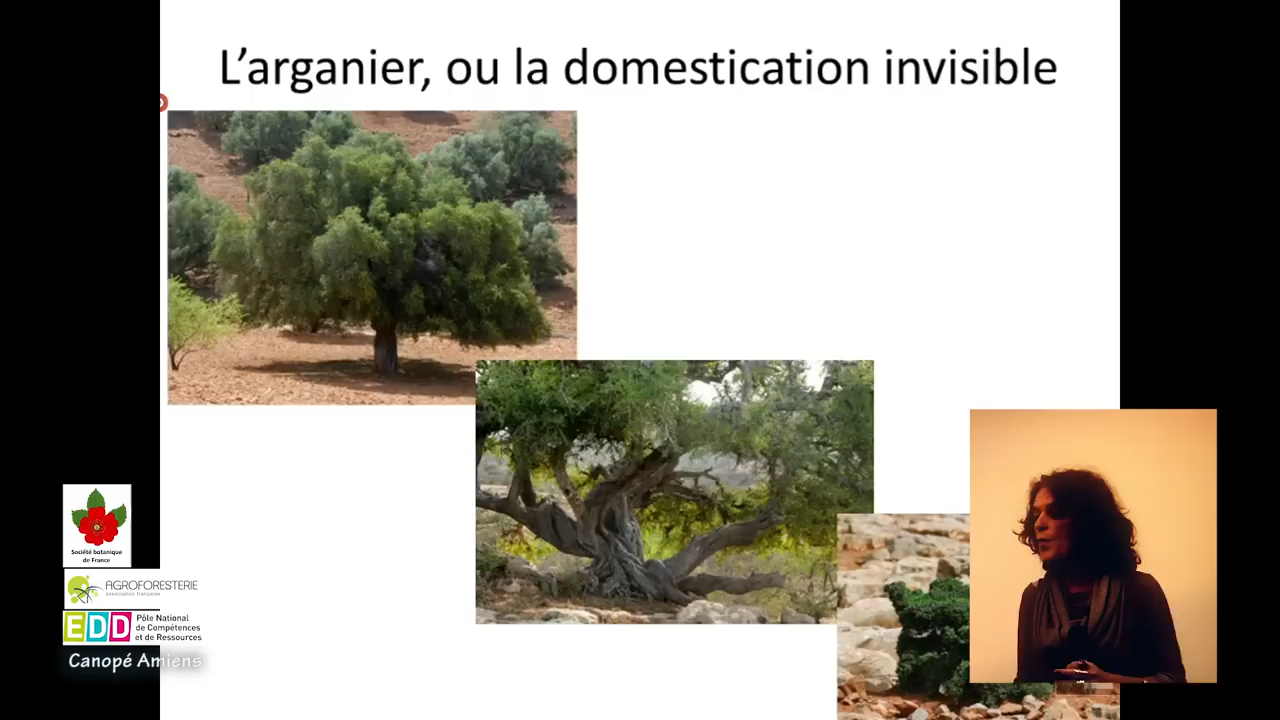 L'arganier, ou la domestication invisible
Société botanique
de France
AGROFORESTERIE
association française
EDD
Pôle National
de Compétences
et de Ressources
Canopé Amiens